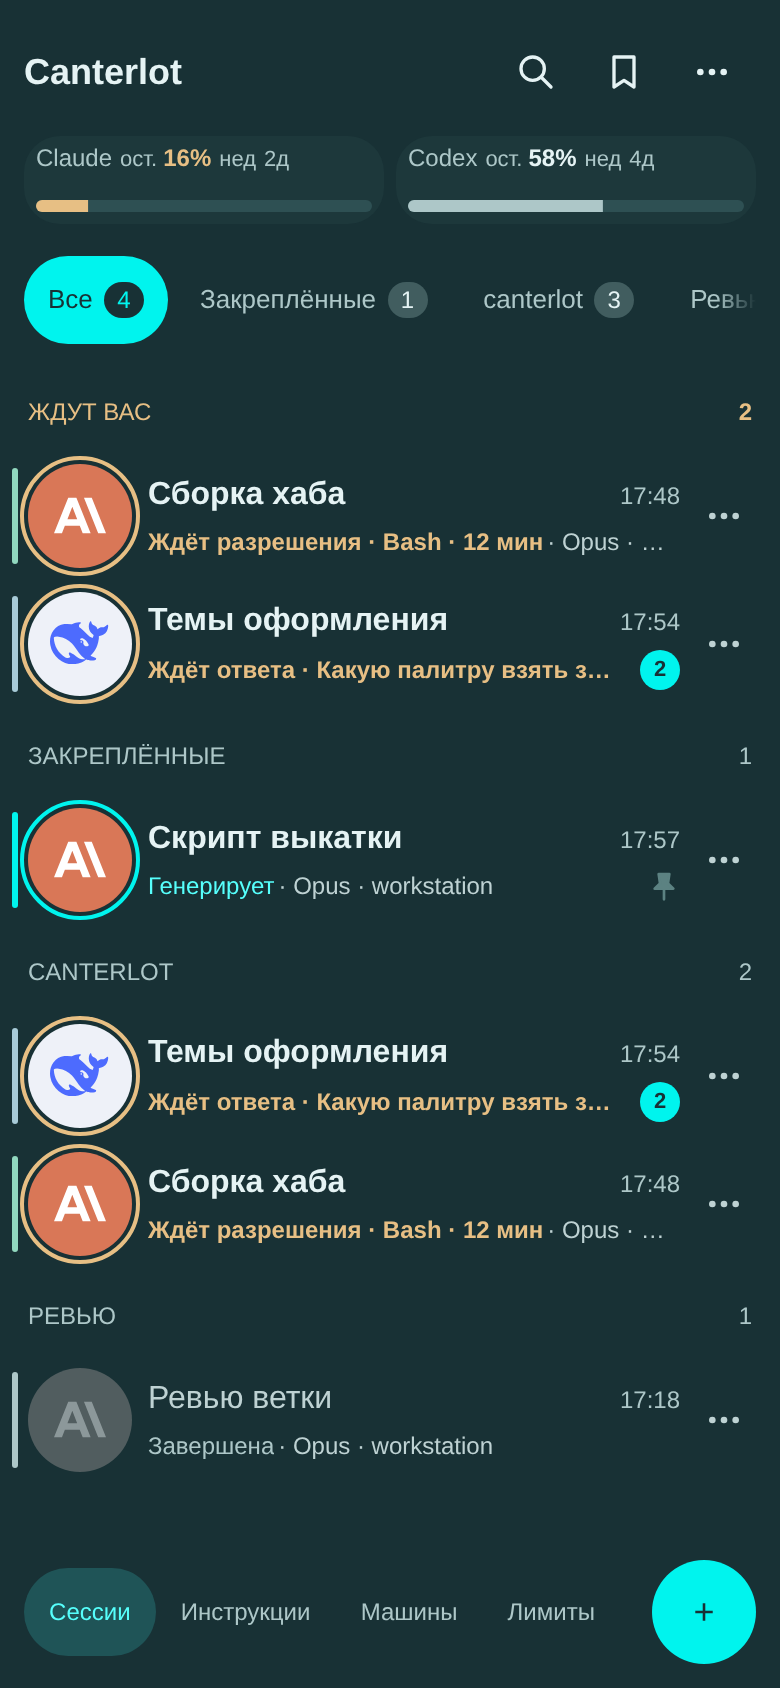 Canterlot
Claude ост. 16% нед 2д
Codex ост. 58% нед 4д
Все 4 Закреплённые 1 canterlot 3 Ревь
ЖДУТ ВАС 2
Сборка хаба 17:48
Ждёт разрешения · Bash · 12 мин · Opus · …
Темы оформления 17:54
Ждёт ответа · Какую палитру взять з… 2
ЗАКРЕПЛЁННЫЕ 1
Скрипт выкатки 17:57
Генерирует · Opus · workstation
CANTERLOT 2
Темы оформления 17:54
Ждёт ответа · Какую палитру взять з… 2
Сборка хаба 17:48
Ждёт разрешения · Bash · 12 мин · Opus · …
РЕВЬЮ 1
Ревью ветки 17:18
Завершена · Opus · workstation
Сессии Инструкции Машины Лимиты +